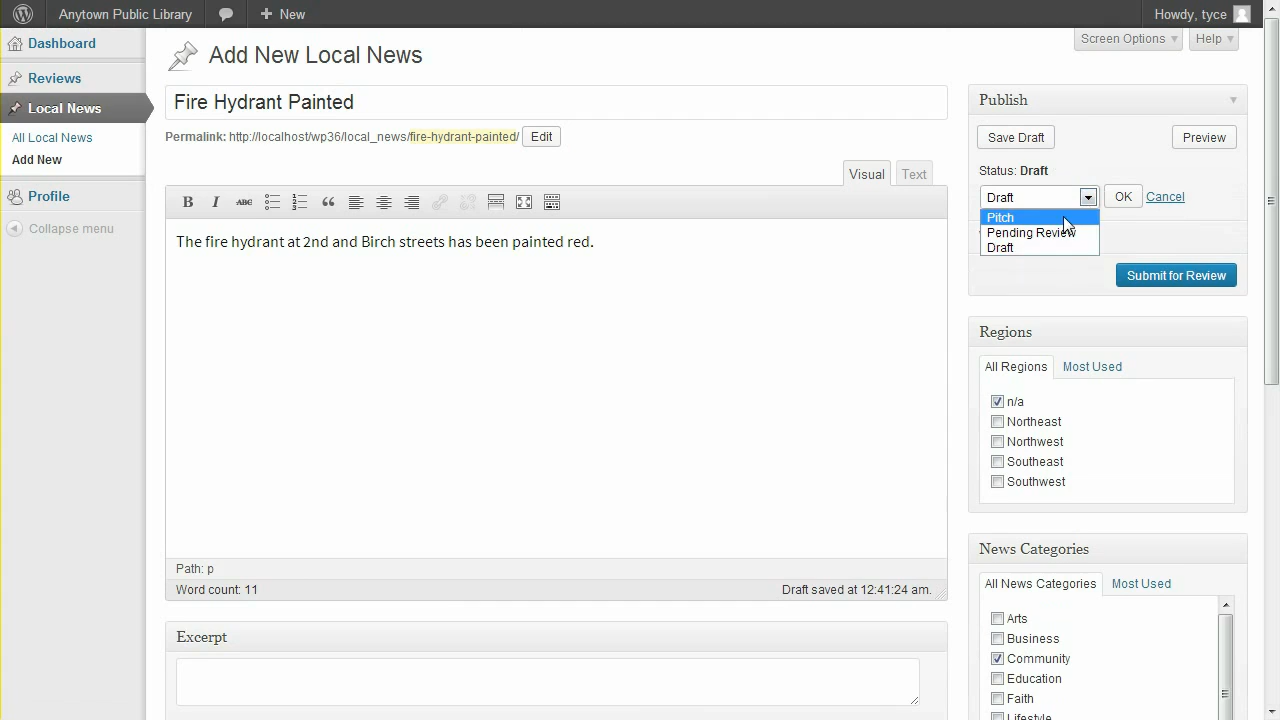 Anytown Public Library
New
Howdy, tyce
Dashboard
Reviews
Local News
All Local News
Add New
Profile
Collapse menu
Screen Options
Help
Add New Local News
Fire Hydrant Painted
Permalink: http://localhost/wp36/local_news/fire-hydrant-painted/ Edit
Visual
Text
B I ABC
The fire hydrant at 2nd and Birch streets has been painted red.
Path: p
Word count: 11
Draft saved at 12:41:24 am.
Excerpt
Publish
Save Draft
Preview
Status: Draft
Draft
OK
Cancel
Pitch
Pending Review
Draft
Submit for Review
Regions
All Regions
Most Used
n/a
Northeast
Northwest
Southeast
Southwest
News Categories
All News Categories
Most Used
Arts
Business
Community
Education
Faith
Lifestyle